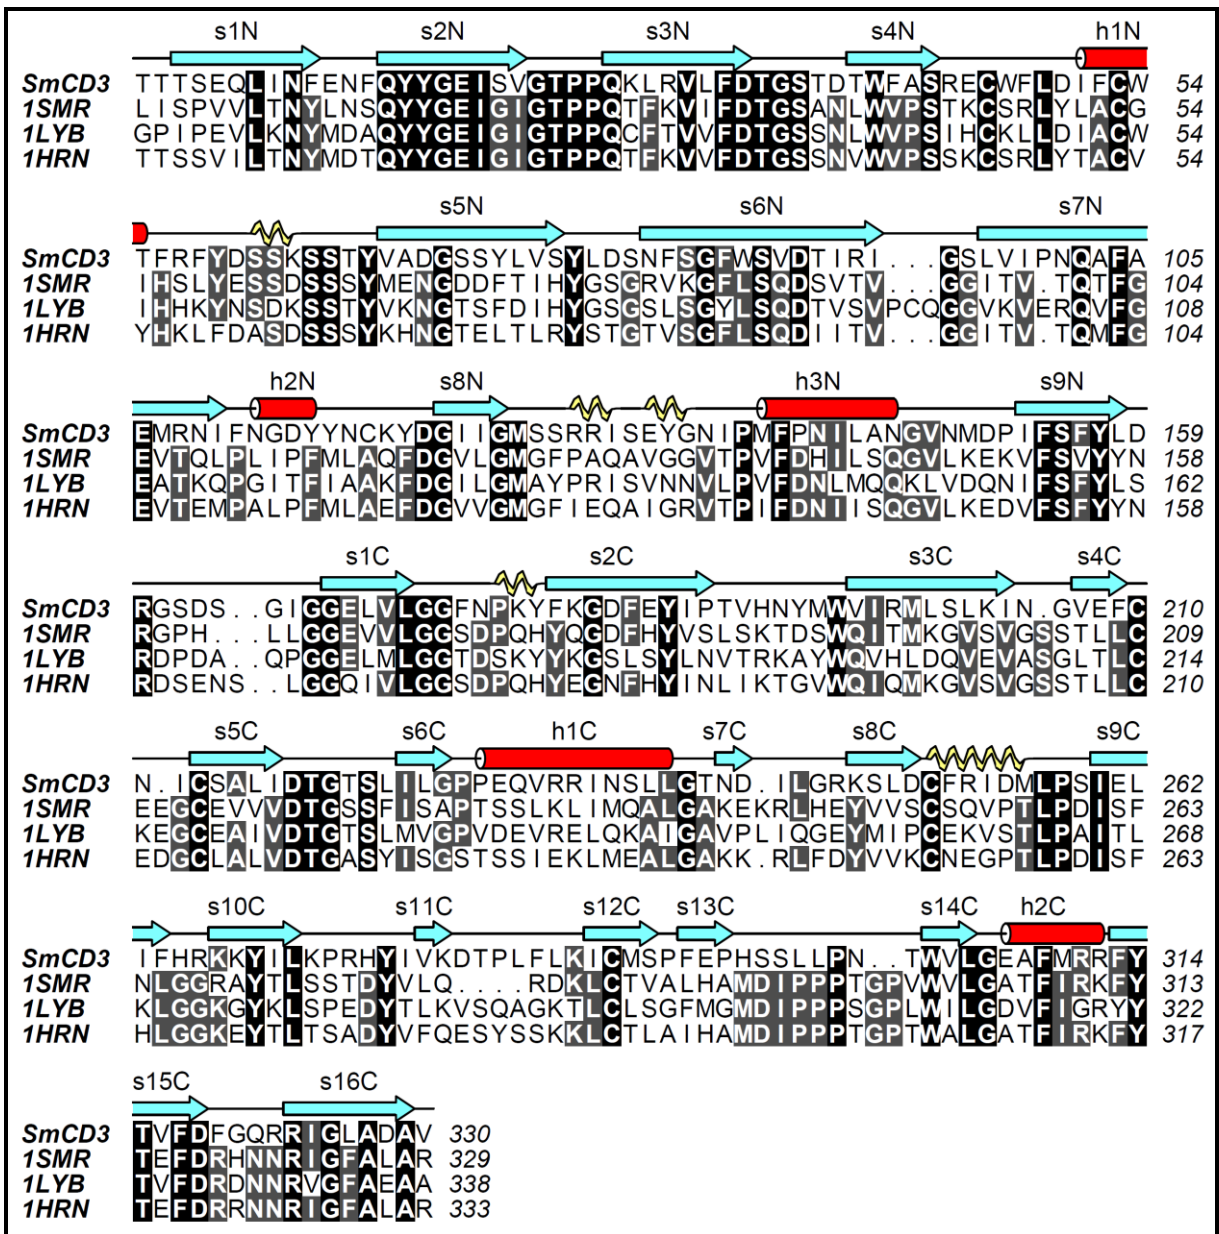 s1N s2N s3N s4N h1N
SmCD3 TTTSEQLINFENFQYYGEISVGTPPQKLRVLFDTGSTDTWFASRECWFLDIFCW 54
1SMR LISPVVLTNYLNSQYYGEIGIGTPPQTFKVIFDTGSANLWVPSTKCSRLYLACG 54
1LYB GPIPEVLKNYMDAQYYGEIGIGTPPQCFTVVFDTGSSNLWVPSIHCKLLDIACW 54
1HRN TTSSVILTNYMDTQYYGEIGIGTPPQTFKVVFDTGSSNVWVPSSKCSRLYTACV 54
s5N s6N s7N
SmCD3 TFRFYDSSKSSTYVADGSSYLVSYLDSNFSGFWSVDTIRI...GSLVIPNQAFA 105
1SMR IHSLYESSDSSSYMENGDDFTIHYGSGRVKGFLSQDSVTV...GGITV.TQTFG 104
1LYB IHHKYNSDKSSTYVKNGTSFDIHYGSGSLSGYLSQDTVSVPCQGGVKVERQVFG 108
1HRN YHKLFDASDSSSYKHNGTELTLRYSTGTVSGFLSQDIITV...GGITV.TQMFG 104
h2N s8N h3N s9N
SmCD3 EMRNIFNGDYYNCKYDGIIGMSSRRISEYGNIPMFPNILANGVNMDPIFSFYLD 159
1SMR EVTQLPLIPFMLAQFDGVLGMGFPAQAVGGVTPVFDHILSQGVLKEKVFSVYYN 158
1LYB EATKQPGITFIAAKFDGILGMAYPRISVNNVLPVFDNLMQQKLVDQNIFSFYLS 162
1HRN EVTEMPALPFMLAEFDGVVGMGFIEQAIGRVTPIFDNIISQGVLKEDVFSFYYN 158
s1C s2C s3C s4C
SmCD3 RGSDS..GIGGELVLGGFNPKYFKGDFEYIPTVHNYMWVIRMLSLKIN.GVEFC 210
1SMR RGPH...LLGGEVVLGGSDPQHYQGDFHYVSLSKTDSWQITMKGVSVGSSTLLC 209
1LYB RDPDA..QPGGELMLGGTDSKYYKGSLSYLNVTRKAYWQVHLDQVEVASGLTLC 214
1HRN RDSENS..LGGQIVLGGSDPQHYEGNFHYINLIKTGVWQIQMKGVSVGSSTLLC 210
s5C s6C h1C s7C s8C s9C
SmCD3 N.ICSALIDTGTSLILGPPEQVRRINSLLGTND.ILGRKSLDCFRIDMLPSIEL 262
1SMR EEGCEVVVDTGSSFISAPTSSLKLIMQALGAKEKRLHEYVVSCSQVPTLPDISF 263
1LYB KEGCEAIVDTGTSLMVGPVDEVRELQKAIGAVPLIQGEYMIPCEKVSTLPAITL 268
1HRN EDGCLALVDTGASYISGSTSSIEKLMEALGAKK.RLFDYVVKCNEGPTLPDISF 263
s10C s11C s12C s13C s14C h2C
SmCD3 IFHRKKYILKPRHYIVKDTPLFLKICMSPFEPHSSLLPN..TWVLGEAFMRRFY 314
1SMR NLGGRAYTLSSTDYVLQ....RDKLCTVALHAMDIPPPTGPVWVLGATFIRKFY 313
1LYB KLGGKGYKLSPEDYTLKVSQAGKTLCLSGFMGMDIPPPSGPLWILGDVFIGRYY 322
1HRN HLGGKEYTLTSADYVFQESYSSKKLCTLAIHAMDIPPPTGPTWALGATFIRKFY 317
s15C s16C
SmCD3 TVFDFGQRRIGLADAV 330
1SMR TEFDRHNNRIGFALAR 329
1LYB TVFDRDNNRVGFAEAA 338
1HRN TEFDRRNNRIGFALAR 333